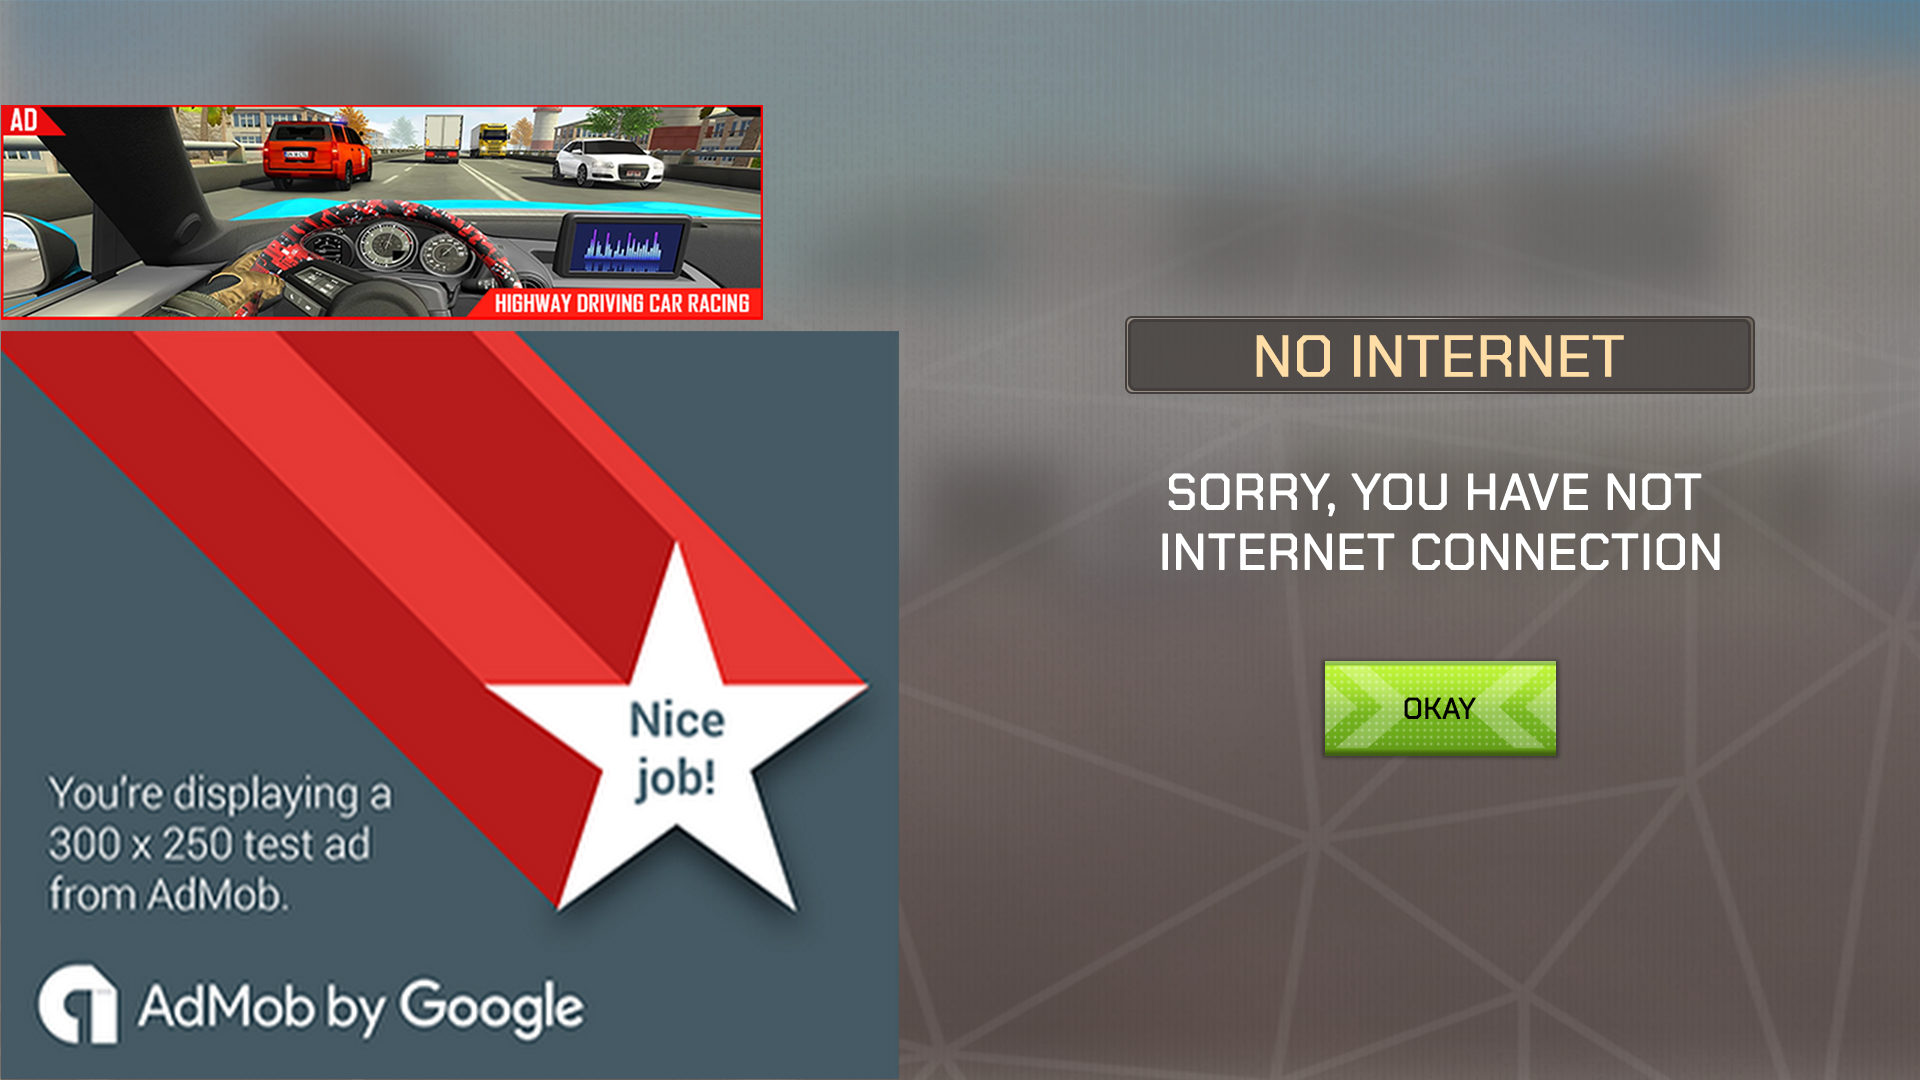 AD
HIGHWAY DRIVING CAR RACING
Nice
job!
You're displaying a
300 x 250 test ad
from AdMob.
AdMob by Google
NO INTERNET
SORRY, YOU HAVE NOT
INTERNET CONNECTION
OKAY